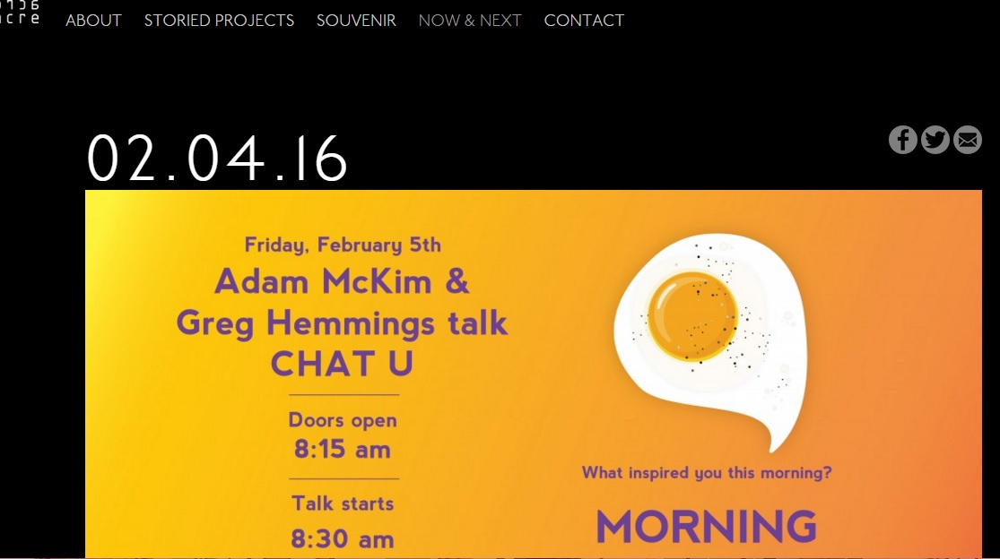 ABOUT STORIED PROJECTS SOUVENIR NOW & NEXT CONTACT
02.04.16
Friday, February 5th
Adam McKim &
Greg Hemmings talk
CHAT U
Doors open
8:15 am
Talk starts
8:30 am
What inspired you this morning?
MORNING